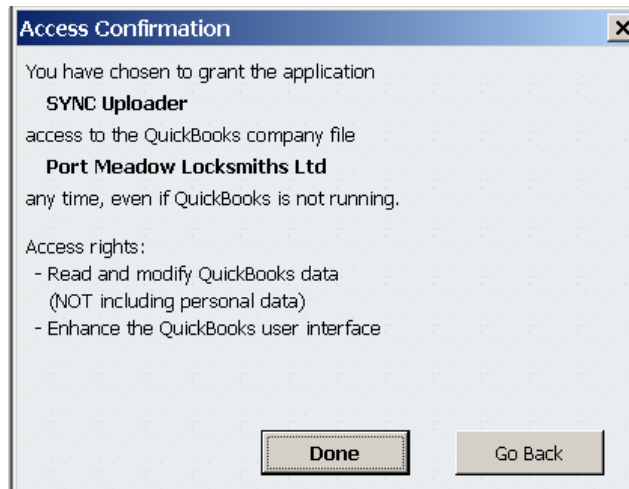 Access Confirmation
You have chosen to grant the application
SYNC Uploader
access to the QuickBooks company file
Port Meadow Locksmiths Ltd
any time, even if QuickBooks is not running.
Access rights:
- Read and modify QuickBooks data
(NOT including personal data)
- Enhance the QuickBooks user interface
Done
Go Back